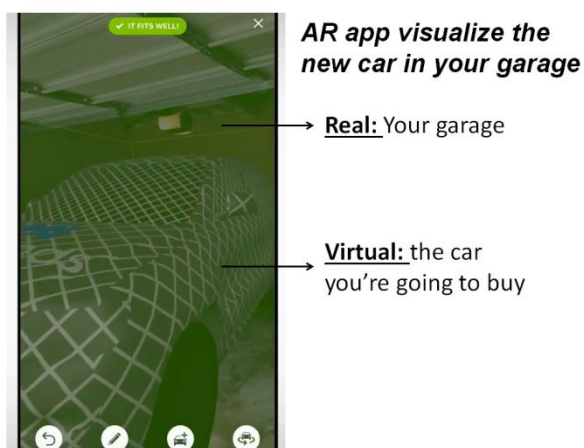 IT FITS WELL!
AR app visualize the
new car in your garage
Real: Your garage
Virtual: the car
you're going to buy